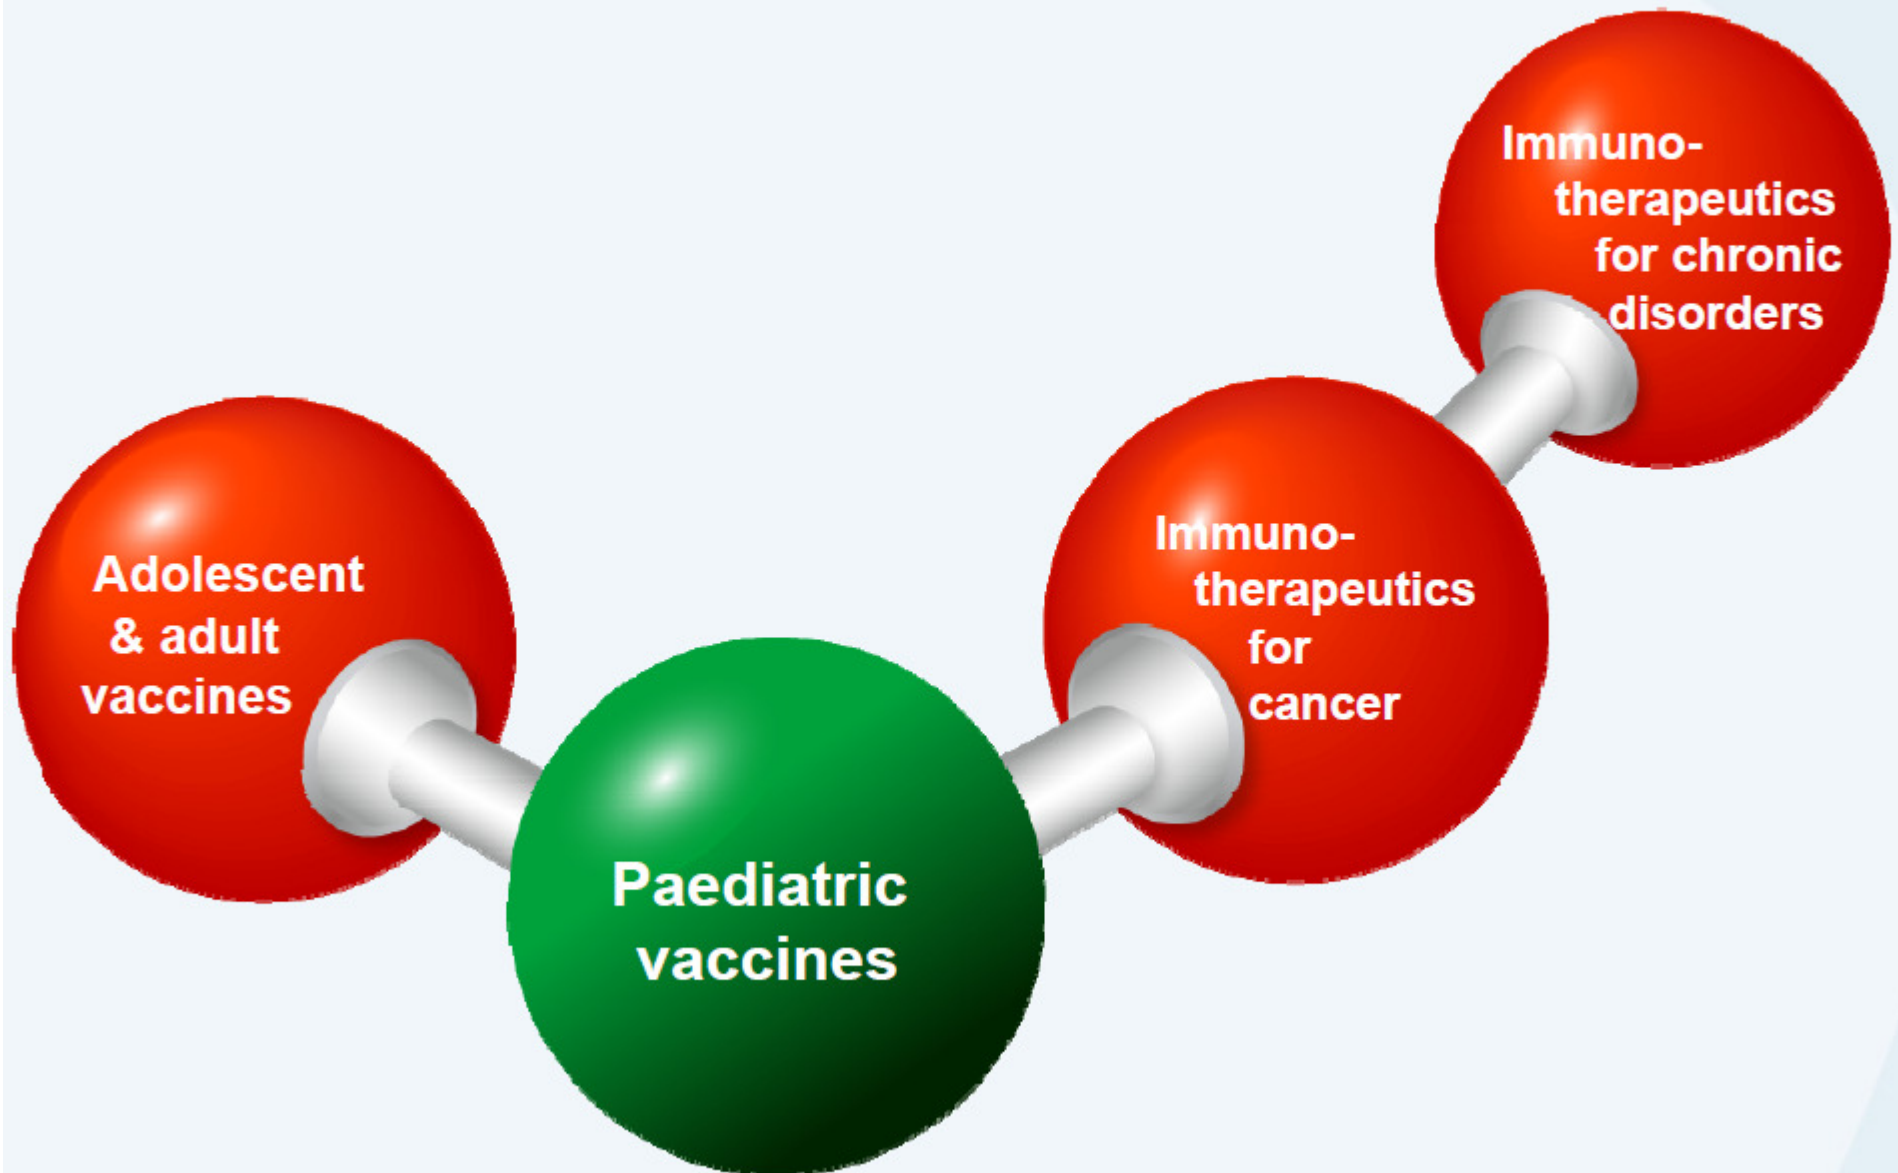 Adolescent
& adult
vaccines
Paediatric
vaccines
Immuno-
therapeutics
for
cancer
Immuno-
therapeutics
for chronic
disorders